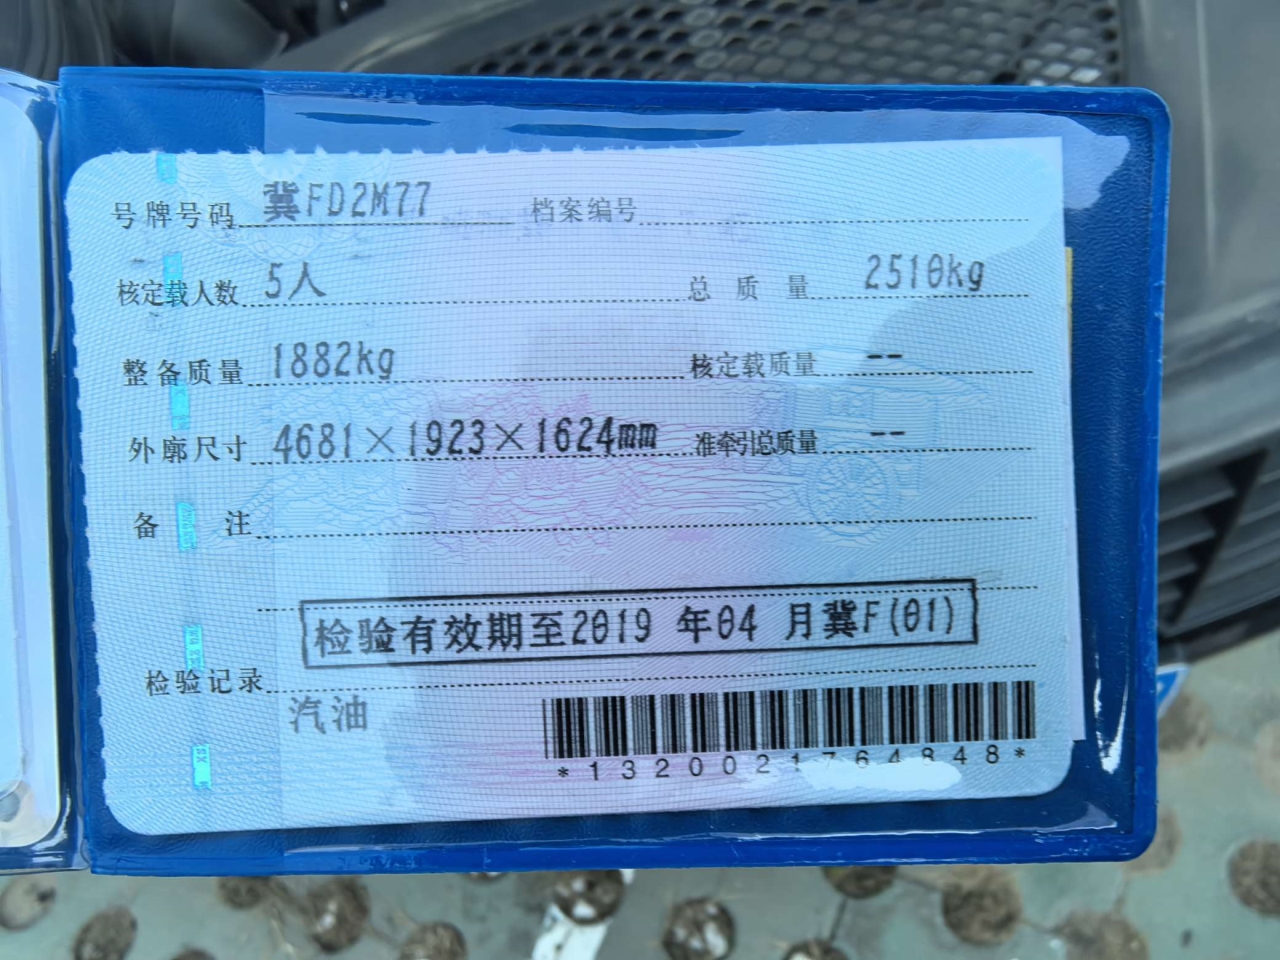 号牌号码 冀FD2M77 档案编号
核定载人数 5人 总质量 2510kg
整备质量 1882kg 核定载质量 --
外廓尺寸 4681×1923×1624mm 准牵引总质量 --
备注
检验有效期至2019 年04 月冀F(01)
检验记录
汽油
*1320021764848*